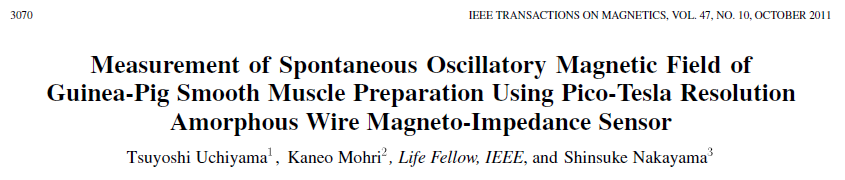 3070 IEEE TRANSACTIONS ON MAGNETICS, VOL. 47, NO. 10, OCTOBER 2011
Measurement of Spontaneous Oscillatory Magnetic Field of
Guinea-Pig Smooth Muscle Preparation Using Pico-Tesla Resolution
Amorphous Wire Magneto-Impedance Sensor
Tsuyoshi Uchiyama1, Kaneo Mohri2, Life Fellow, IEEE, and Shinsuke Nakayama3